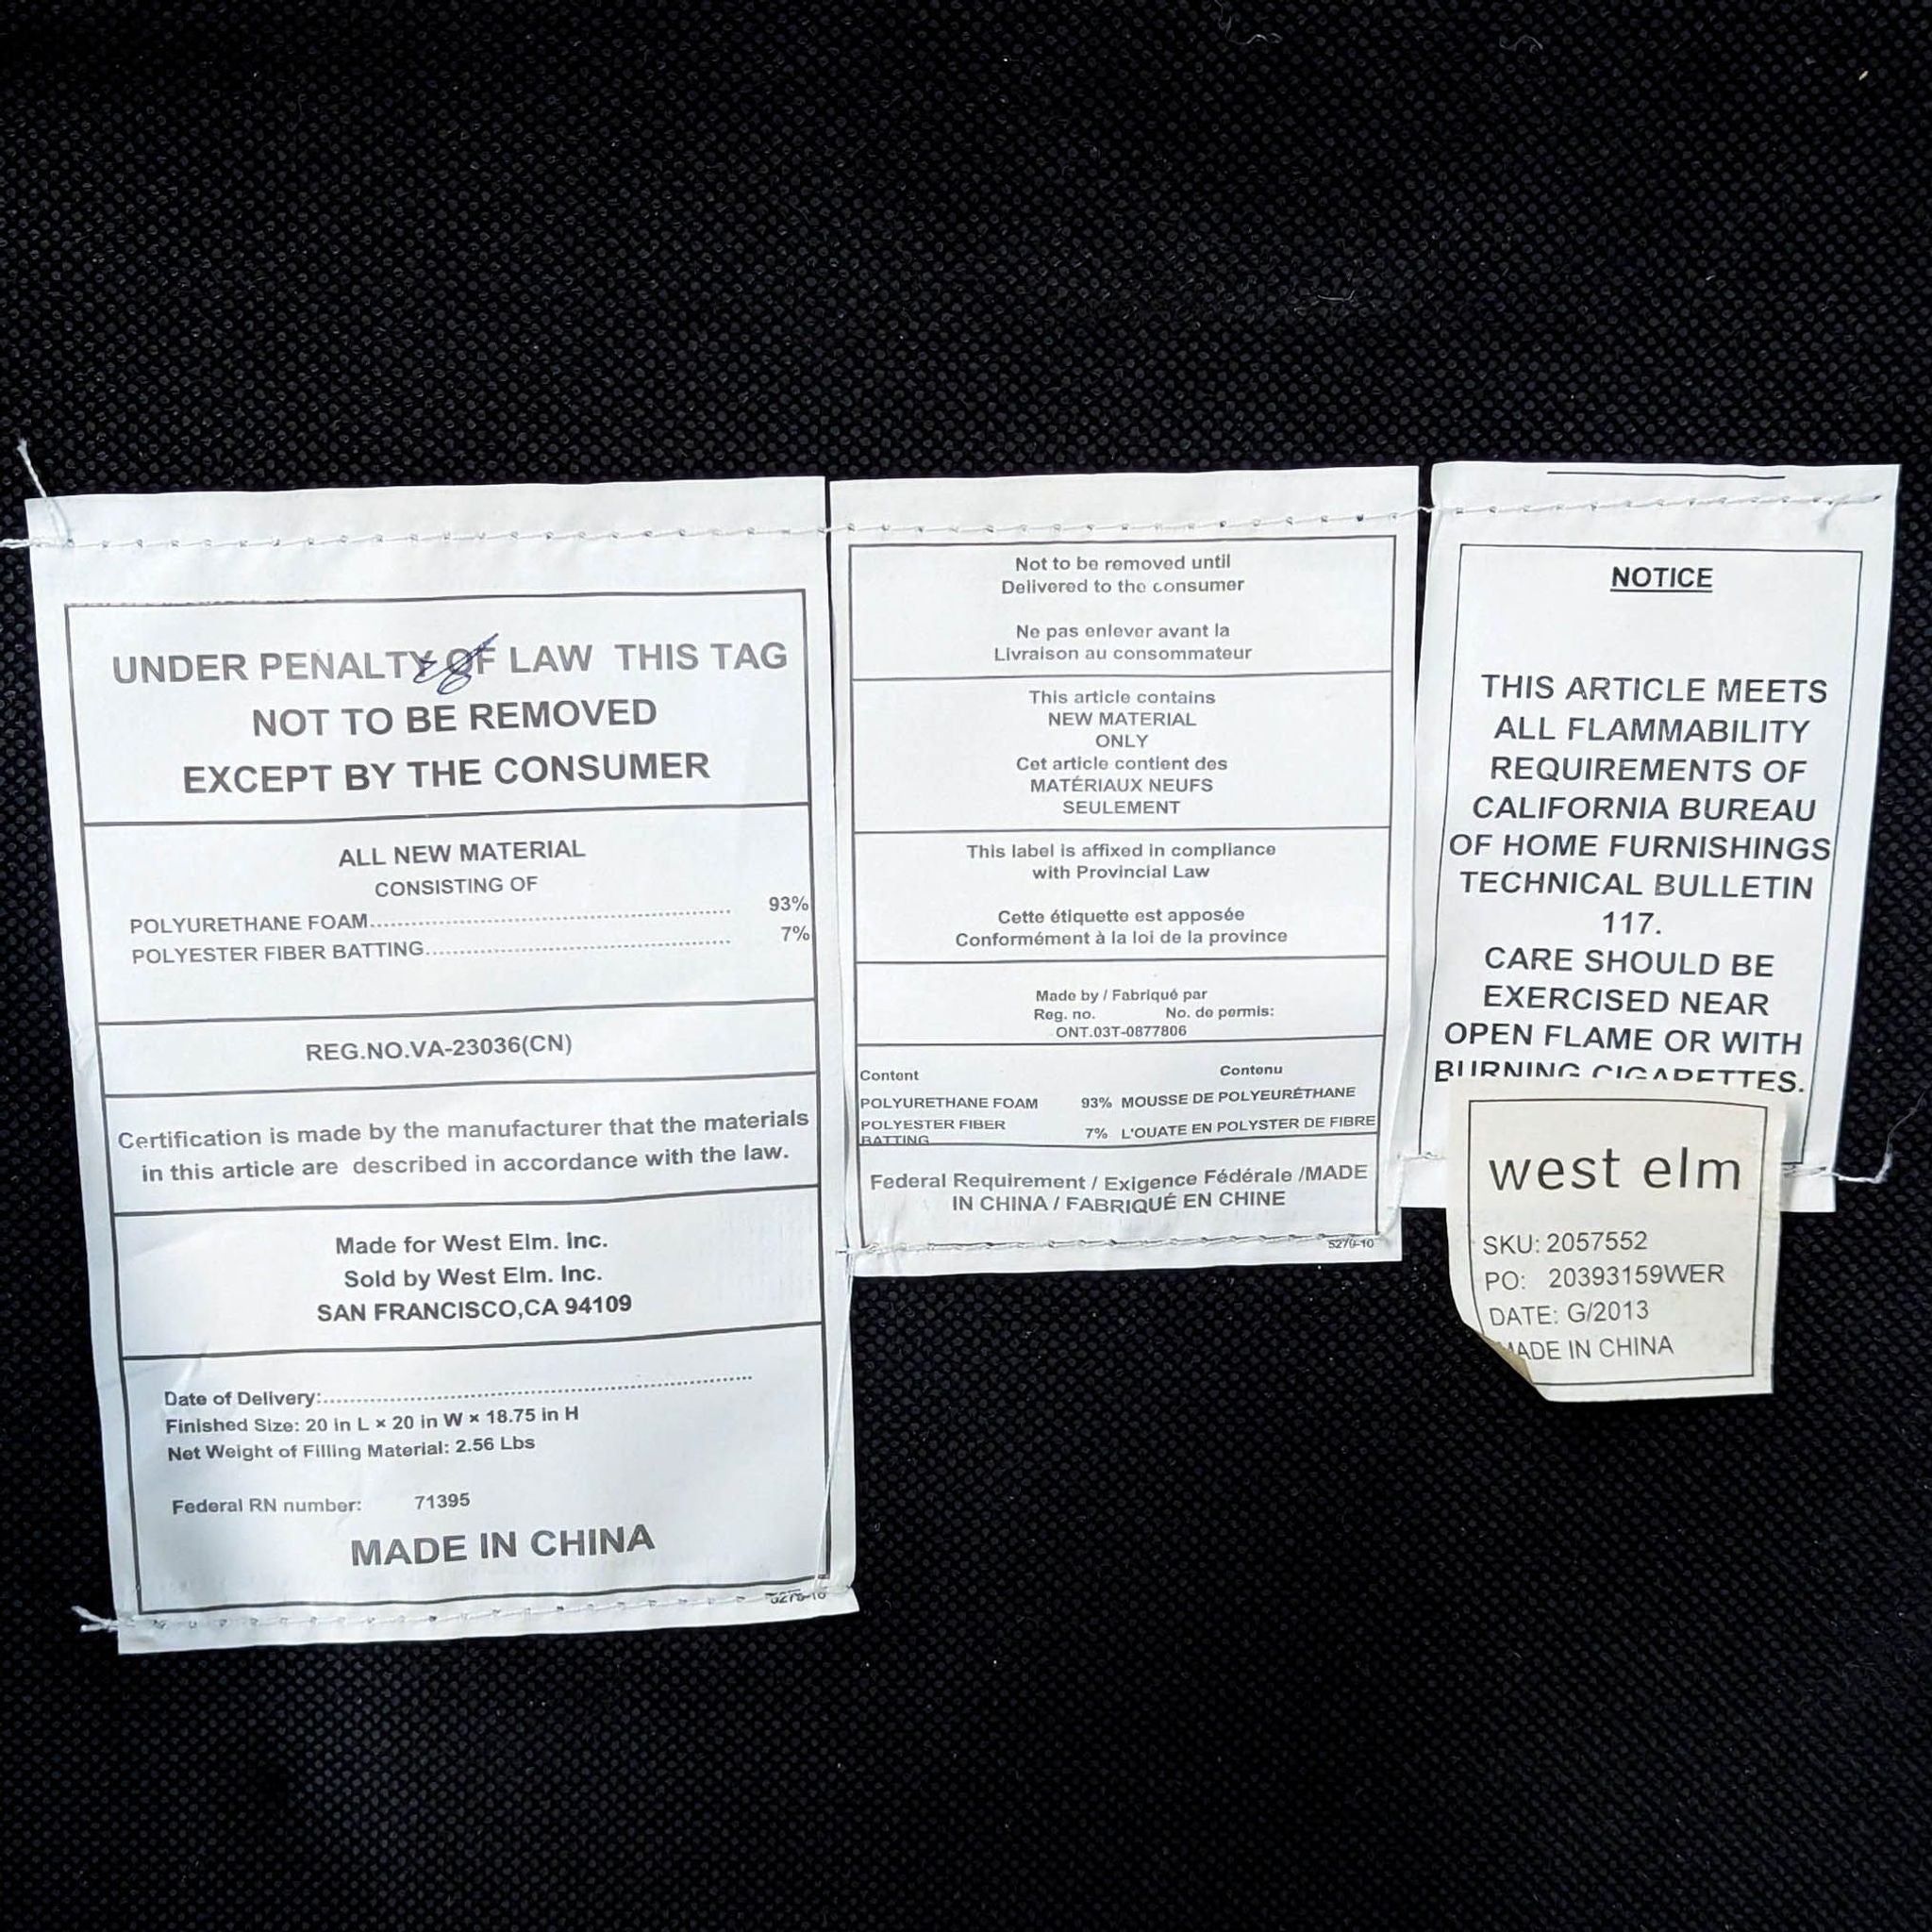 UNDER PENALTY OF LAW THIS TAG
NOT TO BE REMOVED
EXCEPT BY THE CONSUMER
ALL NEW MATERIAL
CONSISTING OF
POLYURETHANE FOAM.......................................................... 93%
POLYESTER FIBER BATTING.................................................. 7%
REG.NO.VA-23036(CN)
Certification is made by the manufacturer that the materials
in this article are described in accordance with the law.
Made for West Elm. Inc.
Sold by West Elm. Inc.
SAN FRANCISCO,CA 94109
Date of Delivery:....................................................................
Finished Size: 20 in L × 20 in W × 18.75 in H
Net Weight of Filling Material: 2.56 Lbs
Federal RN number: 71395
MADE IN CHINA
Not to be removed until
Delivered to the consumer
Ne pas enlever avant la
Livraison au consommateur
This article contains
NEW MATERIAL
ONLY
Cet article contient des
MATÉRIAUX NEUFS
SEULEMENT
This label is affixed in compliance
with Provincial Law
Cette étiquette est apposée
Conformément à la loi de la province
Made by / Fabriqué par
Reg. no. No. de permis:
ONT.03T-0877806
Content Contenu
POLYURETHANE FOAM 93% MOUSSE DE POLYEURÉTHANE
POLYESTER FIBER
BATTING 7% L'OUATE EN POLYSTER DE FIBRE
Federal Requirement / Exigence Fédérale /MADE
IN CHINA / FABRIQUÉ EN CHINE
5270-10
NOTICE
THIS ARTICLE MEETS
ALL FLAMMABILITY
REQUIREMENTS OF
CALIFORNIA BUREAU
OF HOME FURNISHINGS
TECHNICAL BULLETIN
117.
CARE SHOULD BE
EXERCISED NEAR
OPEN FLAME OR WITH
BURNING CIGARETTES.
west elm
SKU: 2057552
PO: 20393159WER
DATE: G/2013
MADE IN CHINA